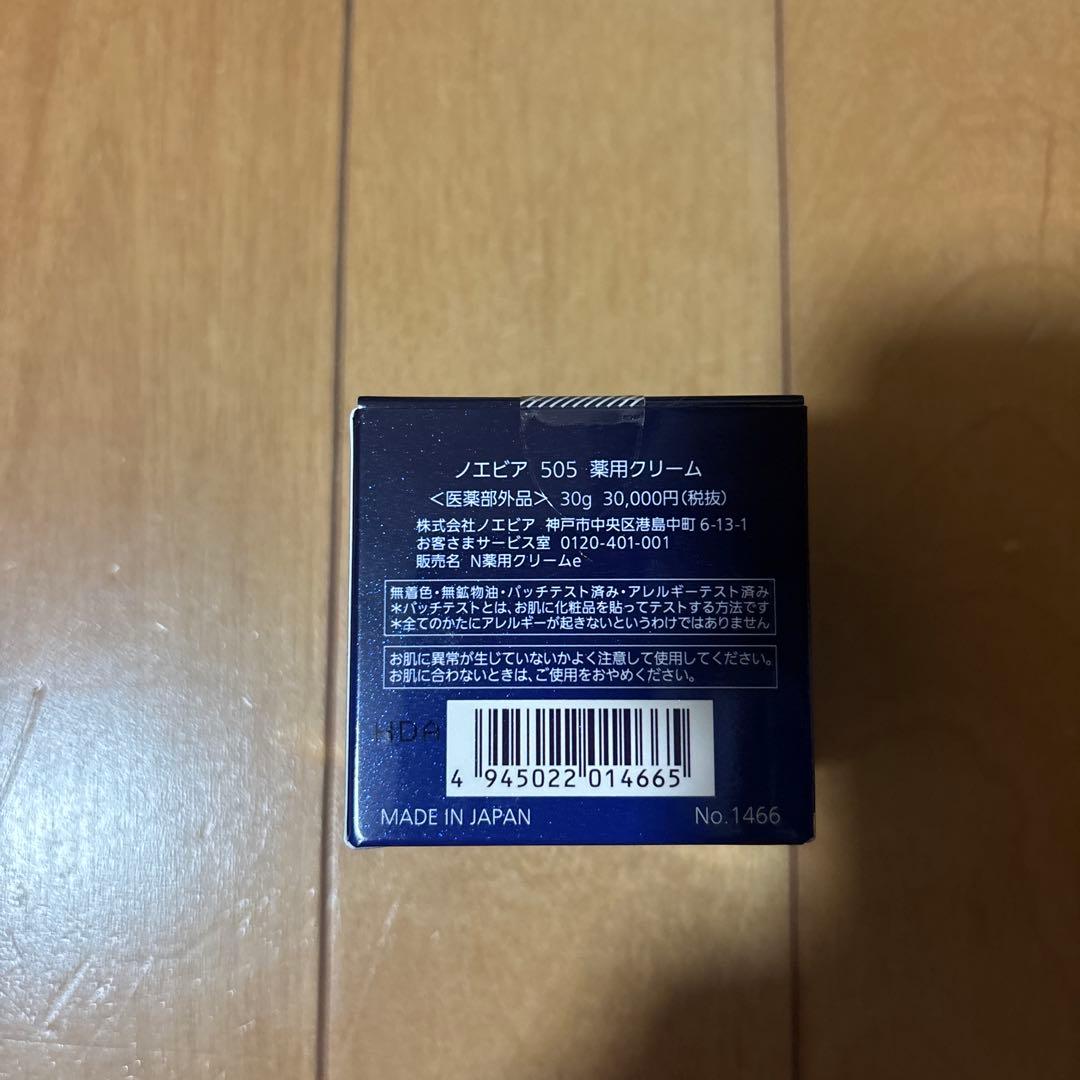 ノエビア 505 薬用クリーム
<医薬部外品> 30g 30,000円(税抜)
株式会社ノエビア 神戸市中央区港島中町 6-13-1
お客さまサービス室 0120-401-001
販売名 N薬用クリームe
無着色・無鉱物油・パッチテスト済み・アレルギーテスト済み
*パッチテストとは、お肌に化粧品を貼ってテストする方法です
*全てのかたにアレルギーが起きないというわけではありません
お肌に異常が生じていないかよく注意して使用してください。
お肌に合わないときは、ご使用をおやめください。
HDA
4 945022 014665
MADE IN JAPAN No.1466